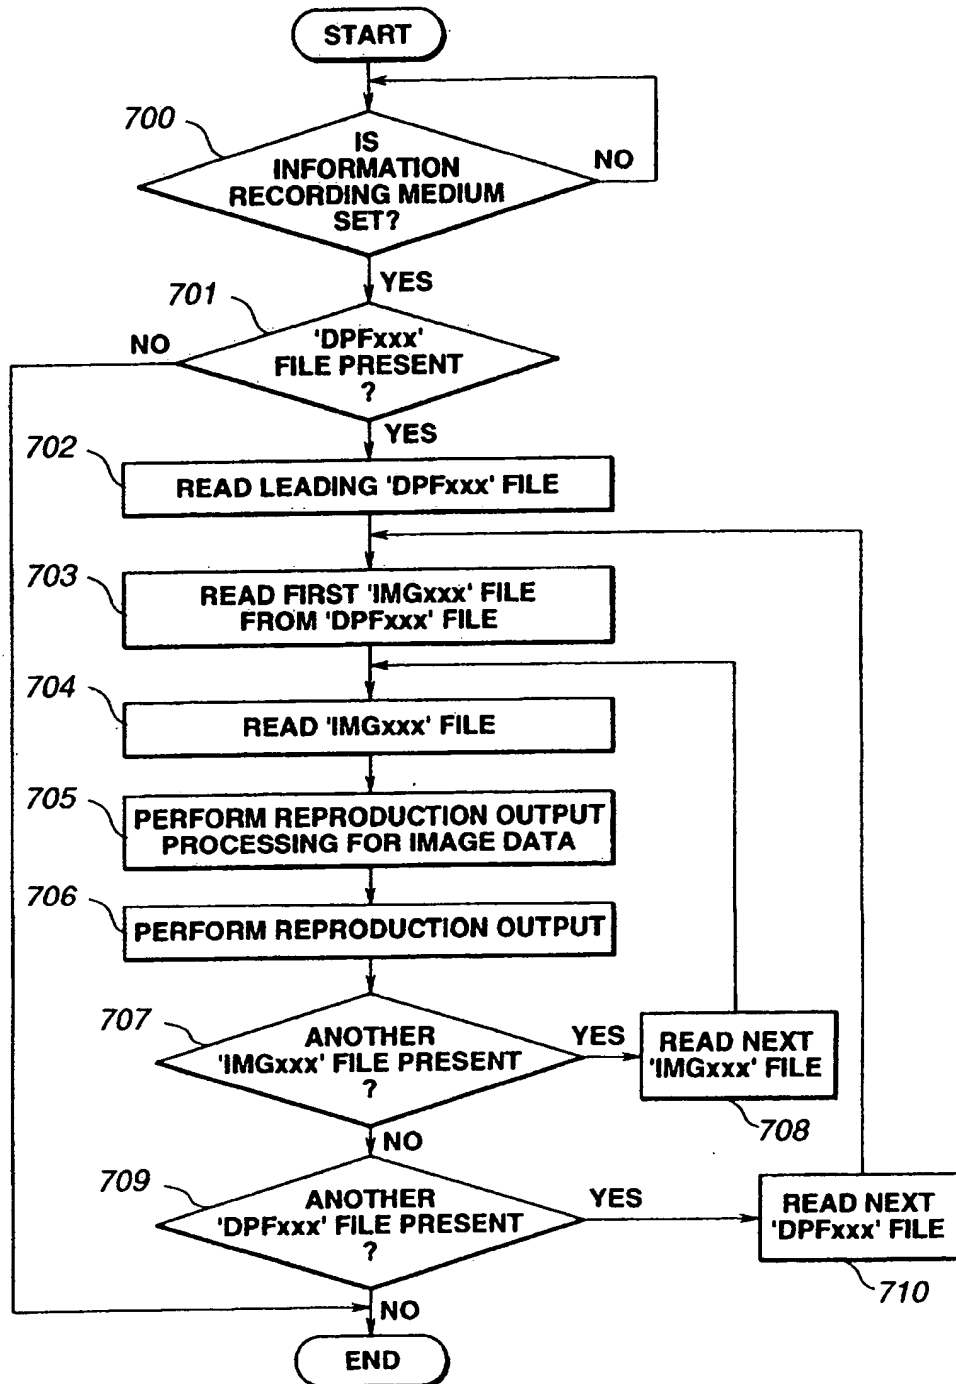 START
700
IS
INFORMATION
RECORDING MEDIUM
SET?
NO
YES
701
NO
'DPFxxx'
FILE PRESENT
?
YES
702
READ LEADING 'DPFxxx' FILE
703
READ FIRST 'IMGxxx' FILE
FROM 'DPFxxx' FILE
704
READ 'IMGxxx' FILE
705
PERFORM REPRODUCTION OUTPUT
PROCESSING FOR IMAGE DATA
706
PERFORM REPRODUCTION OUTPUT
707
ANOTHER
'IMGxxx' FILE PRESENT
?
YES
READ NEXT
'IMGxxx' FILE
708
NO
709
ANOTHER
'DPFxxx' FILE PRESENT
?
YES
READ NEXT
'DPFxxx' FILE
710
NO
END